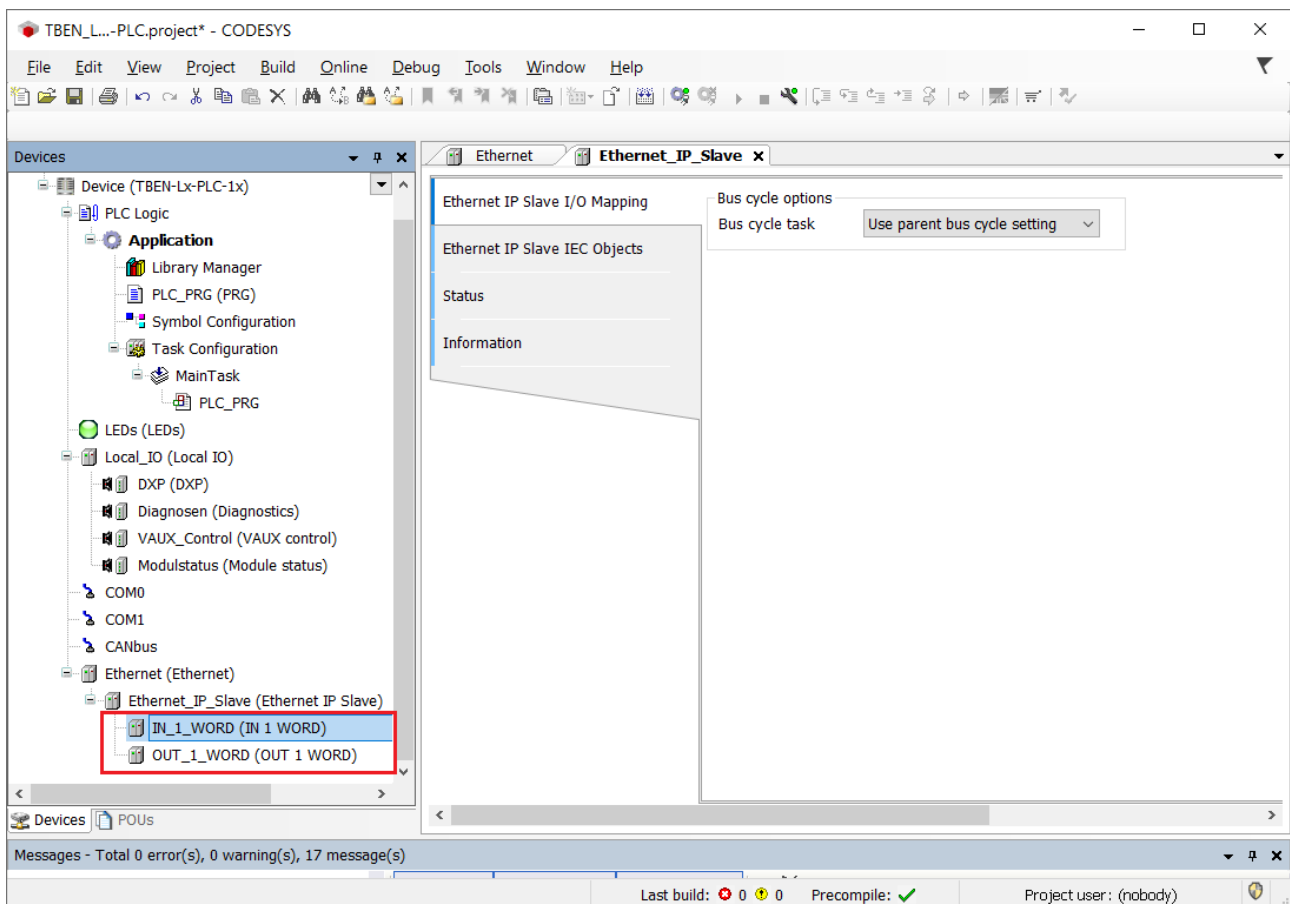 TBEN_L...-PLC.project* - CODESYS
File Edit View Project Build Online Debug Tools Window Help
Devices
Ethernet
Ethernet_IP_Slave
Device (TBEN-Lx-PLC-1x)
PLC Logic
Application
Library Manager
PLC_PRG (PRG)
Symbol Configuration
Task Configuration
MainTask
PLC_PRG
LEDs (LEDs)
Local_IO (Local IO)
DXP (DXP)
Diagnosen (Diagnostics)
VAUX_Control (VAUX control)
Modulstatus (Module status)
COM0
COM1
CANbus
Ethernet (Ethernet)
Ethernet_IP_Slave (Ethernet IP Slave)
IN_1_WORD (IN 1 WORD)
OUT_1_WORD (OUT 1 WORD)
Devices POUs
Ethernet IP Slave I/O Mapping
Ethernet IP Slave IEC Objects
Status
Information
Bus cycle options
Bus cycle task Use parent bus cycle setting
Messages - Total 0 error(s), 0 warning(s), 17 message(s)
Last build: 0 0 Precompile: Project user: (nobody)